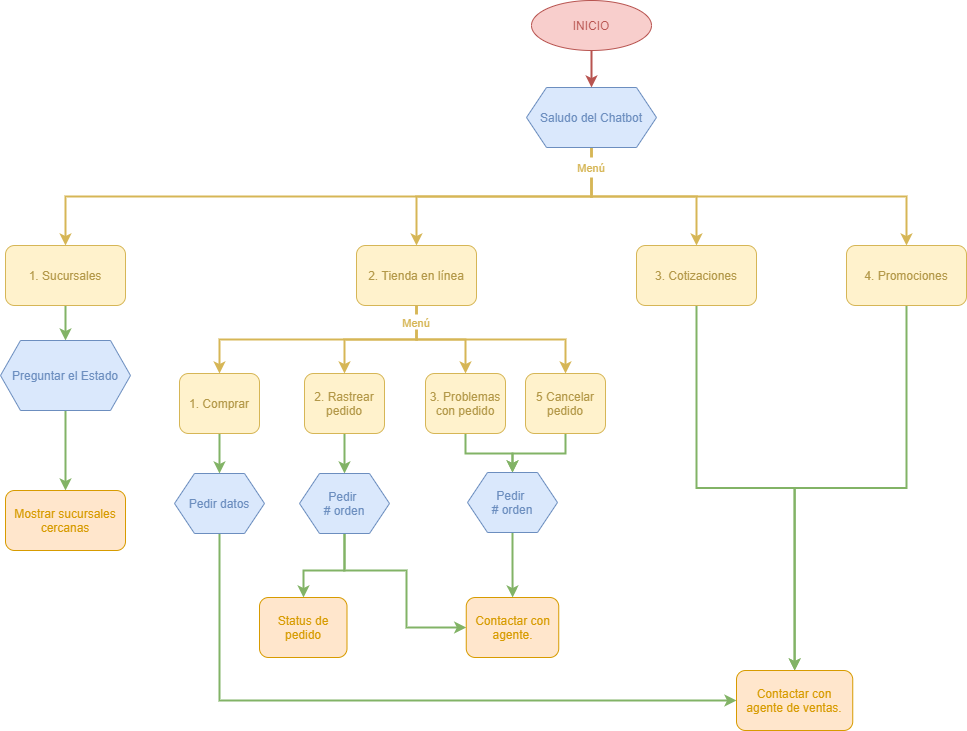 INICIO
Saludo del Chatbot
Menú
1. Sucursales
2. Tienda en línea
3. Cotizaciones
4. Promociones
Menú
Preguntar el Estado
1. Comprar
2. Rastrear
pedido
3. Problemas
con pedido
5 Cancelar
pedido
Pedir datos
Pedir
# orden
Pedir
# orden
Mostrar sucursales
cercanas
Status de
pedido
Contactar con
agente.
Contactar con
agente de ventas.